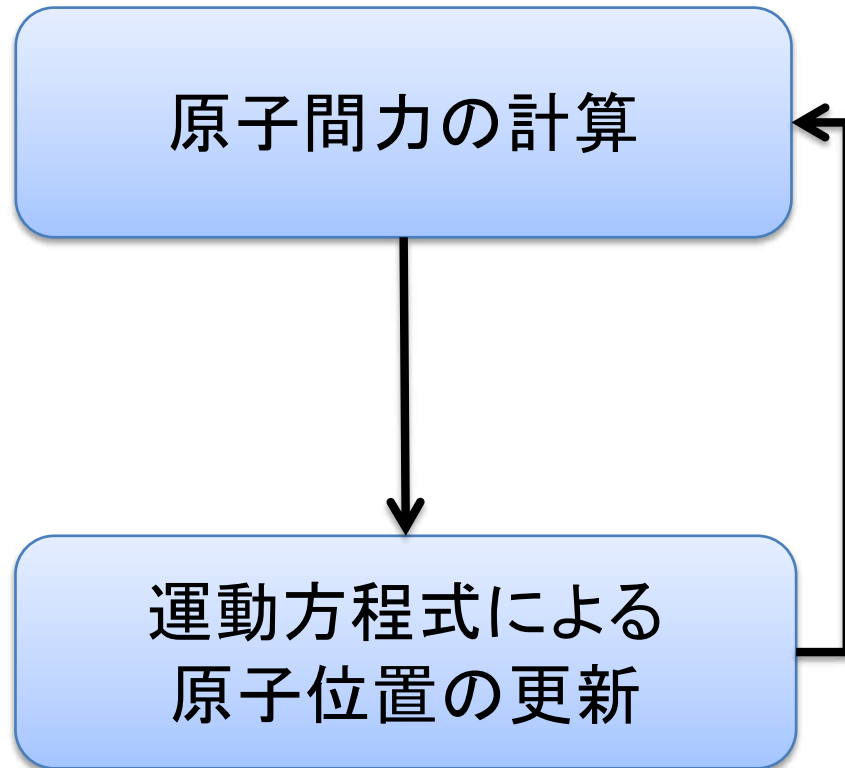 原子間力の計算
運動方程式による
原子位置の更新